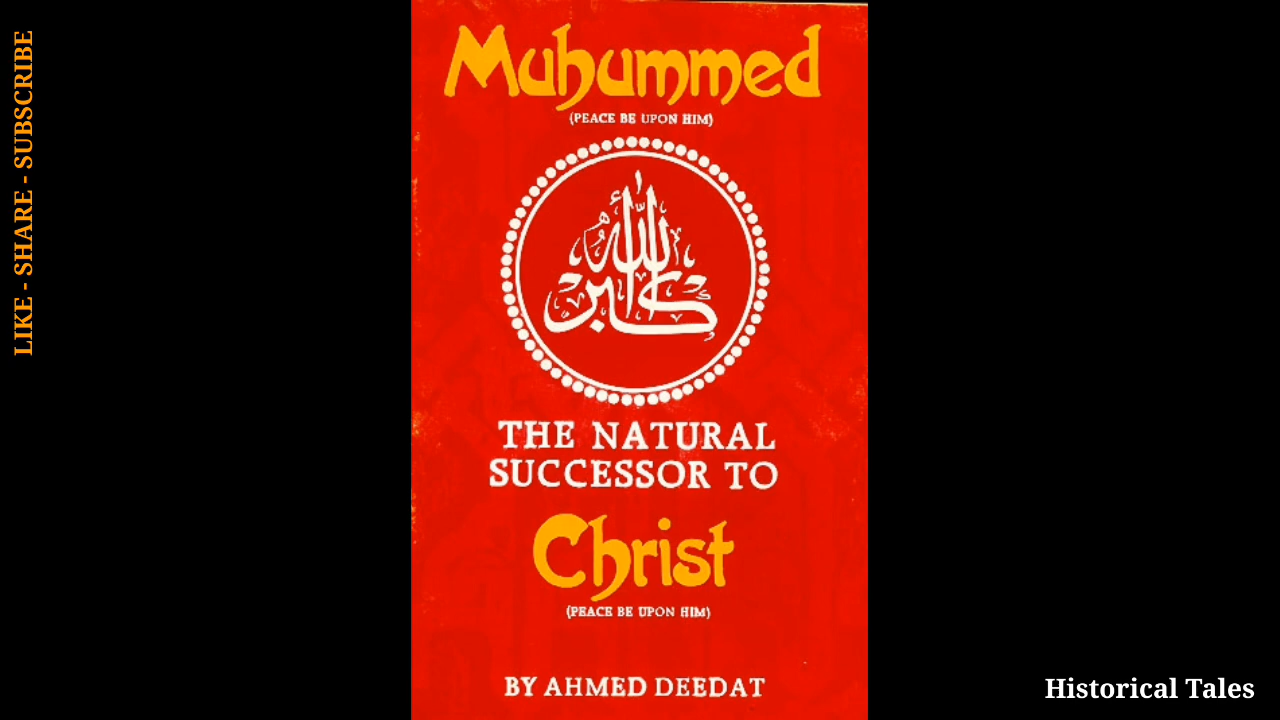 LIKE - SHARE - SUBSCRIBE
Muhummed
(PEACE BE UPON HIM)
الله أكبر
THE NATURAL
SUCCESSOR TO
Christ
(PEACE BE UPON HIM)
BY AHMED DEEDAT
Historical Tales